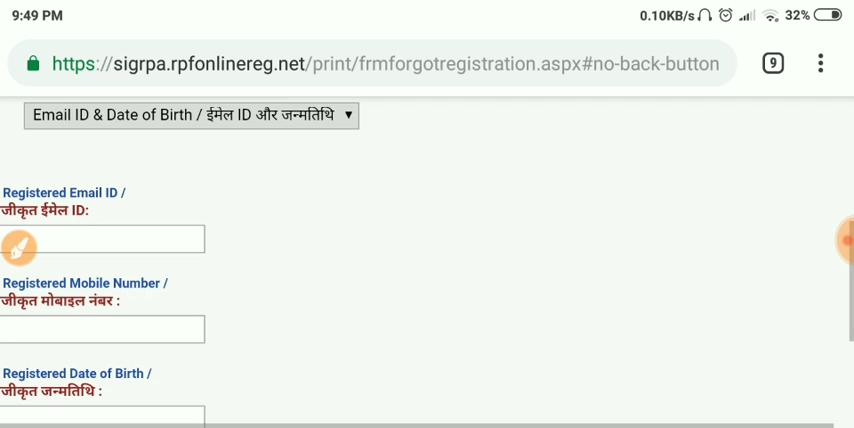 9:49 PM 0.10KB/s 32%
https://sigrpa.rpfonlinereg.net/print/frmforgotregistration.aspx#no-back-button 9
Email ID & Date of Birth / ईमेल ID और जन्मतिथि
Registered Email ID /
जीकृत ईमेल ID:
Registered Mobile Number /
जीकृत मोबाइल नंबर :
Registered Date of Birth /
जीकृत जन्मतिथि :